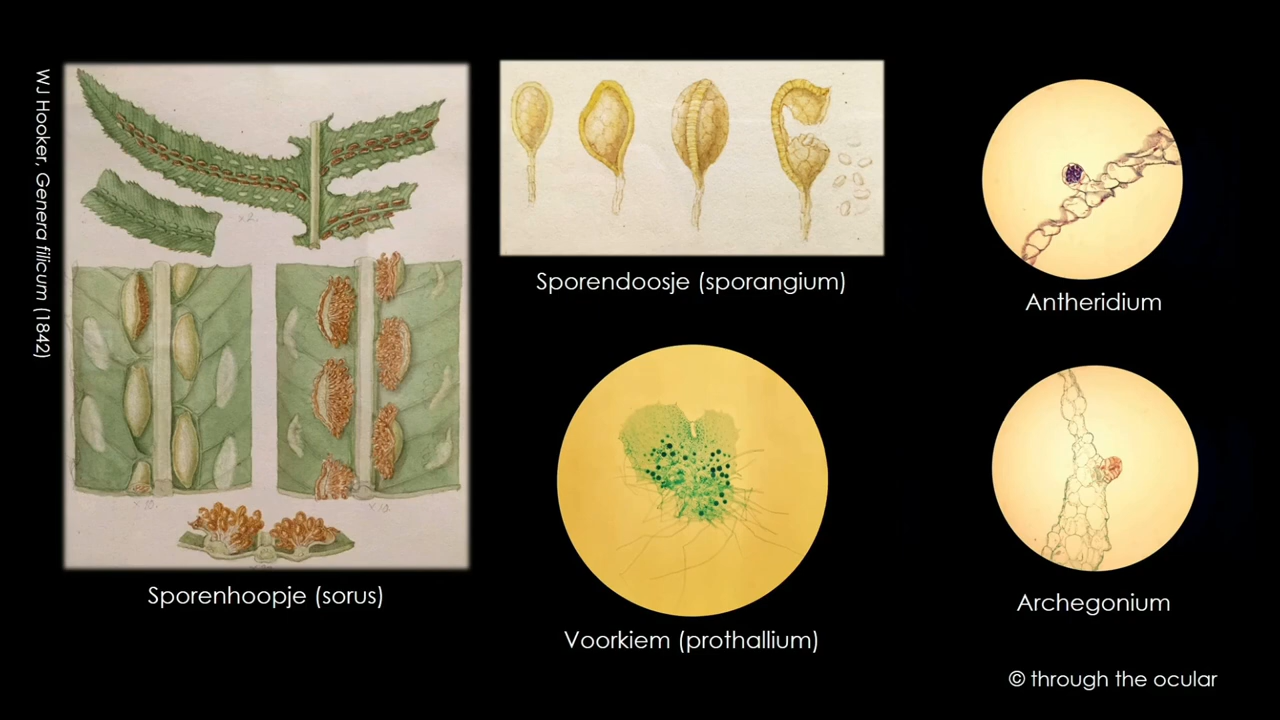 WJ Hooker, Genera filicum (1842)
Sporenhoopje (sorus)
Sporendoosje (sporangium)
Voorkiem (prothallium)
Antheridium
Archegonium
© through the ocular